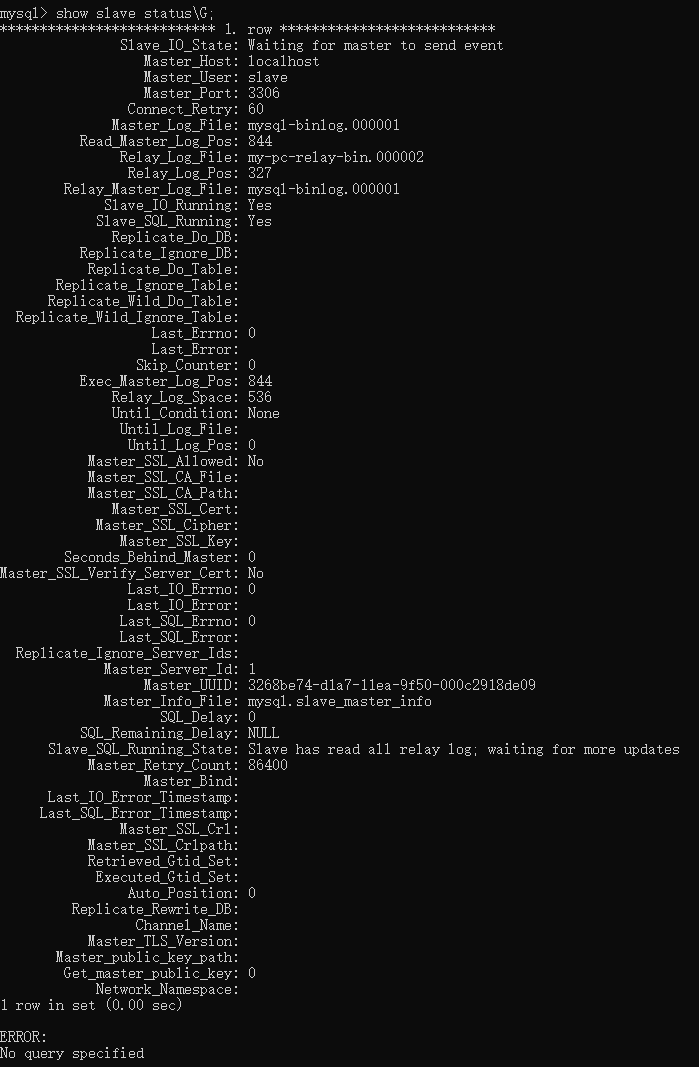 mysql> show slave status\G;
*************************** 1. row ***************************
Slave_IO_State: Waiting for master to send event
Master_Host: localhost
Master_User: slave
Master_Port: 3306
Connect_Retry: 60
Master_Log_File: mysql-binlog.000001
Read_Master_Log_Pos: 844
Relay_Log_File: my-pc-relay-bin.000002
Relay_Log_Pos: 327
Relay_Master_Log_File: mysql-binlog.000001
Slave_IO_Running: Yes
Slave_SQL_Running: Yes
Replicate_Do_DB:
Replicate_Ignore_DB:
Replicate_Do_Table:
Replicate_Ignore_Table:
Replicate_Wild_Do_Table:
Replicate_Wild_Ignore_Table:
Last_Errno: 0
Last_Error:
Skip_Counter: 0
Exec_Master_Log_Pos: 844
Relay_Log_Space: 536
Until_Condition: None
Until_Log_File:
Until_Log_Pos: 0
Master_SSL_Allowed: No
Master_SSL_CA_File:
Master_SSL_CA_Path:
Master_SSL_Cert:
Master_SSL_Cipher:
Master_SSL_Key:
Seconds_Behind_Master: 0
Master_SSL_Verify_Server_Cert: No
Last_IO_Errno: 0
Last_IO_Error:
Last_SQL_Errno: 0
Last_SQL_Error:
Replicate_Ignore_Server_Ids:
Master_Server_Id: 1
Master_UUID: 3268be74-d1a7-11ea-9f50-000c2918de09
Master_Info_File: mysql.slave_master_info
SQL_Delay: 0
SQL_Remaining_Delay: NULL
Slave_SQL_Running_State: Slave has read all relay log; waiting for more updates
Master_Retry_Count: 86400
Master_Bind:
Last_IO_Error_Timestamp:
Last_SQL_Error_Timestamp:
Master_SSL_Crl:
Master_SSL_Crlpath:
Retrieved_Gtid_Set:
Executed_Gtid_Set:
Auto_Position: 0
Replicate_Rewrite_DB:
Channel_Name:
Master_TLS_Version:
Master_public_key_path:
Get_master_public_key: 0
Network_Namespace:
1 row in set (0.00 sec)
ERROR:
No query specified